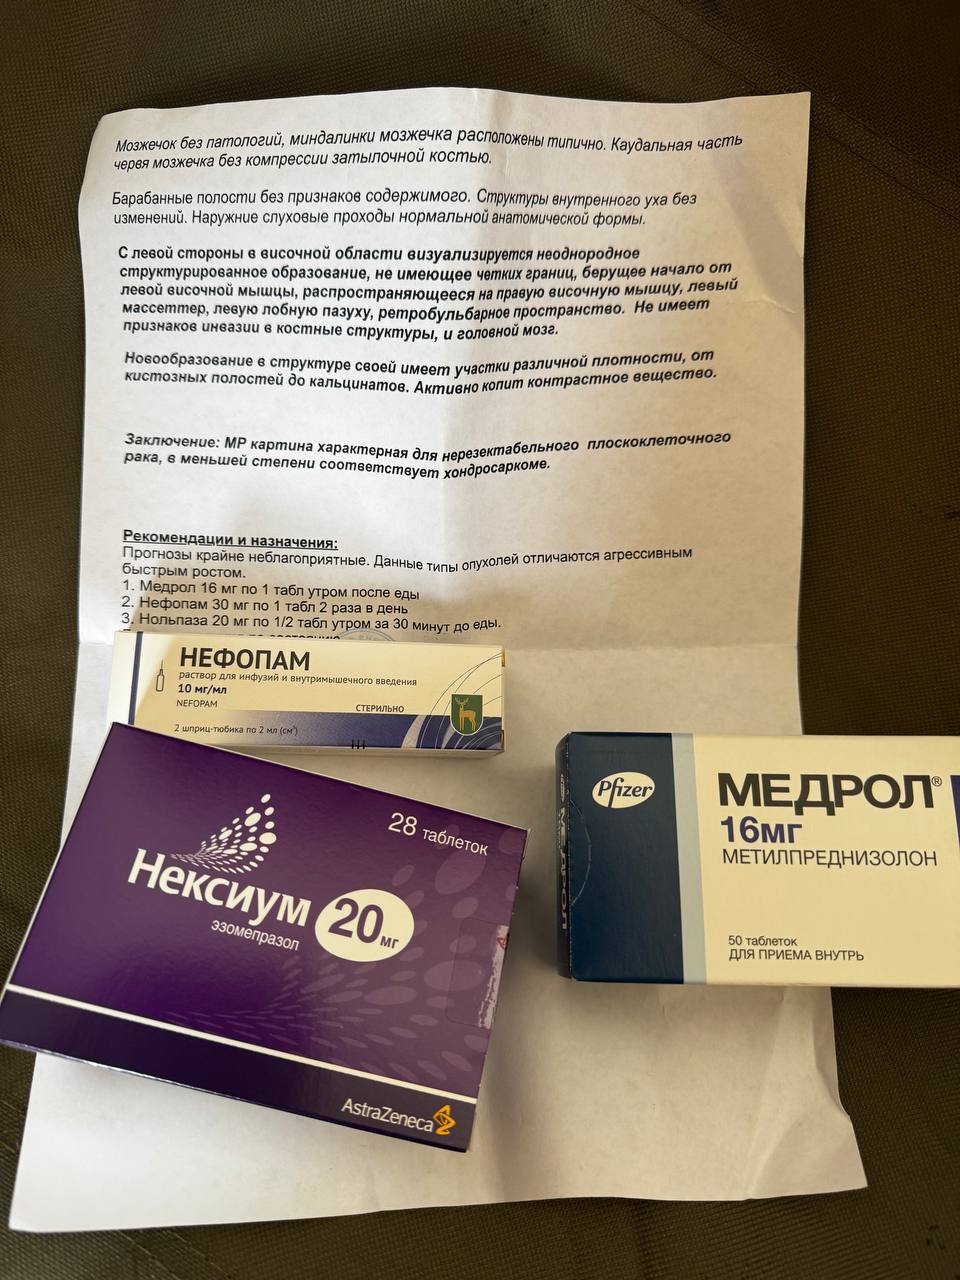 Мозжечок без патологий, миндалинки мозжечка расположены типично. Каудальная часть
червя мозжечка без компрессии затылочной костью.
Барабанные полости без признаков содержимого. Структуры внутреннего уха без
изменений. Наружние слуховые проходы нормальной анатомической формы.
С левой стороны в височной области визуализируется неоднородное
структурированное образование, не имеющее четких границ, берущее начало от
левой височной мышцы, распространяющееся на правую височную мышцу, левый
массеттер, левую лобную пазуху, ретробульбарное пространство. Не имеет
признаков инвазии в костные структуры, и головной мозг.
Новообразование в структуре своей имеет участки различной плотности, от
кистозных полостей до кальцинатов. Активно копит контрастное вещество.
Заключение: МР картина характерная для нерезектабельного плоскоклеточного
рака, в меньшей степени соответствует хондросаркоме.
Рекомендации и назначения:
Прогнозы крайне неблагоприятные. Данные типы опухолей отличаются агрессивным
быстрым ростом.
1. Медрол 16 мг по 1 табл утром после еды
2. Нефопам 30 мг по 1 табл 2 раза в день
3. Нольпаза 20 мг по 1/2 табл утром за 30 минут до еды.
НЕФОПАМ
раствор для инфузий и внутримышечного введения
10 мг/мл
NEFOPAM
СТЕРИЛЬНО
2 шприц-тюбика по 2 мл (см³)
28 таблеток
Нексиум 20 мг
эзомепразол
AstraZeneca
Pfizer
МЕДРОЛ®
16мг
МЕТИЛПРЕДНИЗОЛОН
50 таблеток
ДЛЯ ПРИЕМА ВНУТРЬ